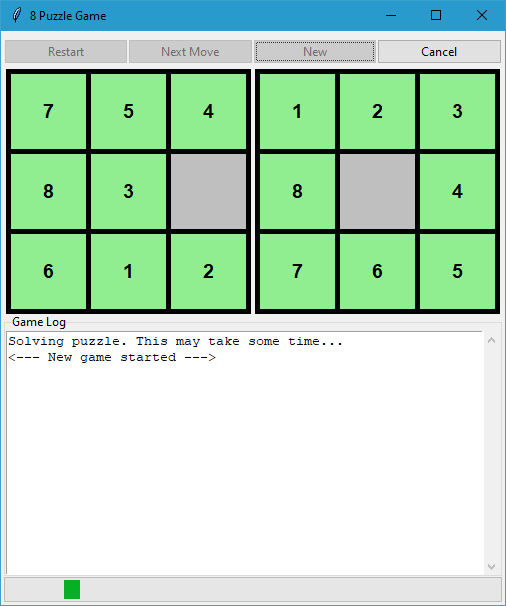 8 Puzzle Game
Restart Next Move New Cancel
7 5 4 1 2 3
8 3 8 4
6 1 2 7 6 5
Game Log
Solving puzzle. This may take some time...
<--- New game started --->